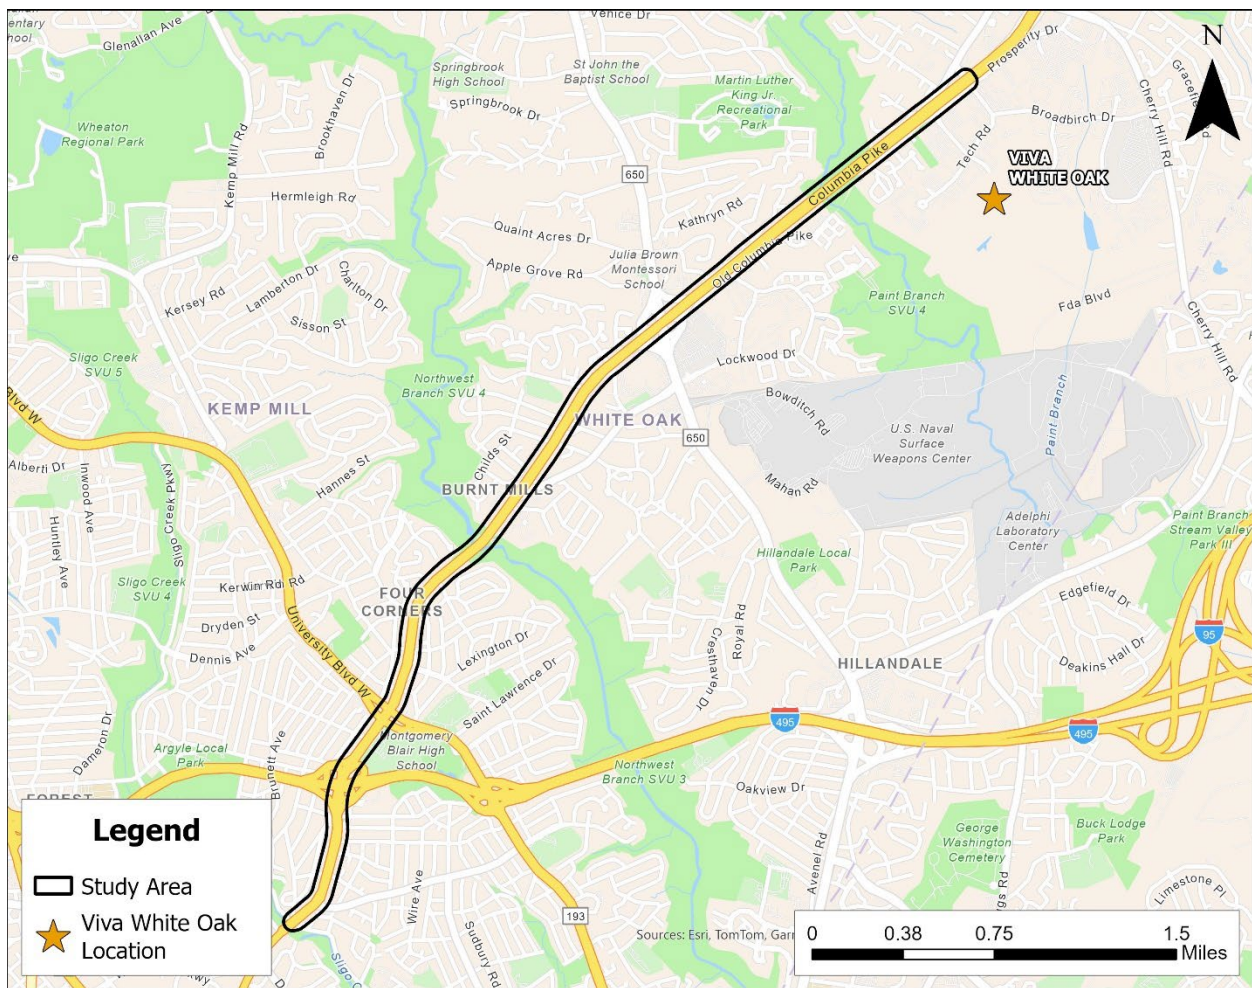 Glenallan Ave
Venice Dr
Prosperity Dr
N
entary
School
Springbrook
High School
St John the
Baptist School
Martin Luther
King Jr.
Recreational
Park
Cherry Hill Rd
Brookhaven Dr
Springbrook Dr
Broadbirch Dr
Wheaton
Regional Park
Kemp Mill Rd
Tech Rd
650
Columbia Pike
VIVA
WHITE OAK
Hermleigh Rd
Kathryn Rd
Quaint Acres Dr
Old Columbia Pike
Julia Brown
Montessori
School
Apple Grove Rd
Lamberton Dr
Charlton Dr
Kersey Rd
Sisson St
Paint Branch
SVU 4
Fda Blvd
Cherry Hill Rd
Sligo Creek
SVU 5
Lockwood Dr
Northwest
Branch SVU 4
Paint Branch
Blvd W
KEMP MILL
Bowditch Rd
WHITE OAK
650
U.S. Naval
Surface
Weapons Center
Childs St
Alberti Dr
Inwood Ave
Sligo Creek Pkwy
Hannes St
BURNT MILLS
Mahan Rd
Huntley Ave
Adelphi
Laboratory
Center
Paint Branch
Stream Valley
Park III
Hillandale Local
Park
Sligo Creek
SVU 4
Kerwin Rd
FOUR
CORNERS
Edgefield Dr
Dryden St
University Blvd W
Royal Rd
Cresthaven Dr
95
Dennis Ave
Lexington Dr
HILLANDALE
Deakins Hall Dr
Saint Lawrence Dr
Dameron Dr
495
495
Argyle Local
Park
Montgomery
Blair High
School
Brunett Ave
Northwest
Branch SVU 3
Oakview Dr
FOREST
George
Washington
Cemetery
Buck Lodge
Park
Avenel Rd
Limestone Pl
Wire Ave
193
Sudbury Rd
Sources: Esri, TomTom, Gar
Legend
Study Area
Viva White Oak
Location
0 0.38 0.75 1.5
Miles